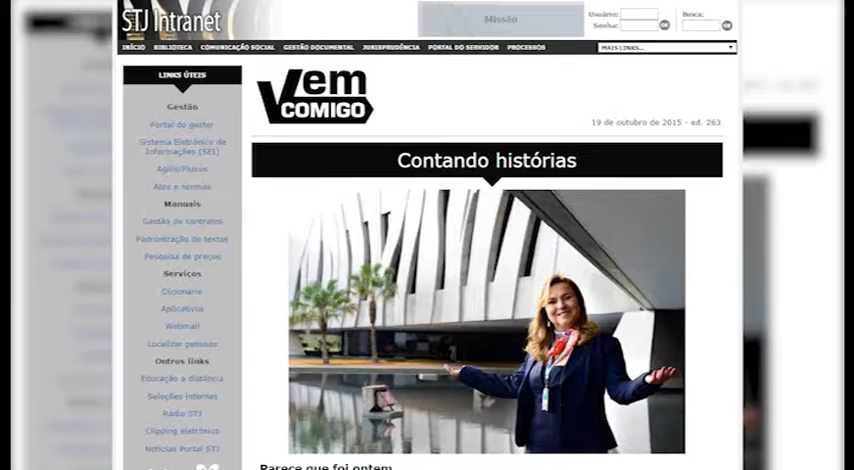 STJ Intranet
Missão
Usuário:
Senha:
OK
Busca:
OK
INÍCIO BIBLIOTECA COMUNICAÇÃO SOCIAL GESTÃO DOCUMENTAL JURISPRUDÊNCIA PORTAL DO SERVIDOR PROCESSOS
MAIS LINKS...
LINKS ÚTEIS
Gestão
Portal do gestor
Sistema Eletrônico de
Informações (SEI)
Agilis/Fluxus
Atos e normas
Manuais
Gestão de contratos
Padronização de textos
Pesquisa de preços
Serviços
Dicionário
Aplicativos
Webmail
Localizar pessoas
Outros links
Educação a distância
Seleções internas
Rádio STJ
Clipping eletrônico
Notícias Portal STJ
Vem
COMIGO
19 de outubro de 2015 - ed. 263
Contando histórias
Parece que foi ontem